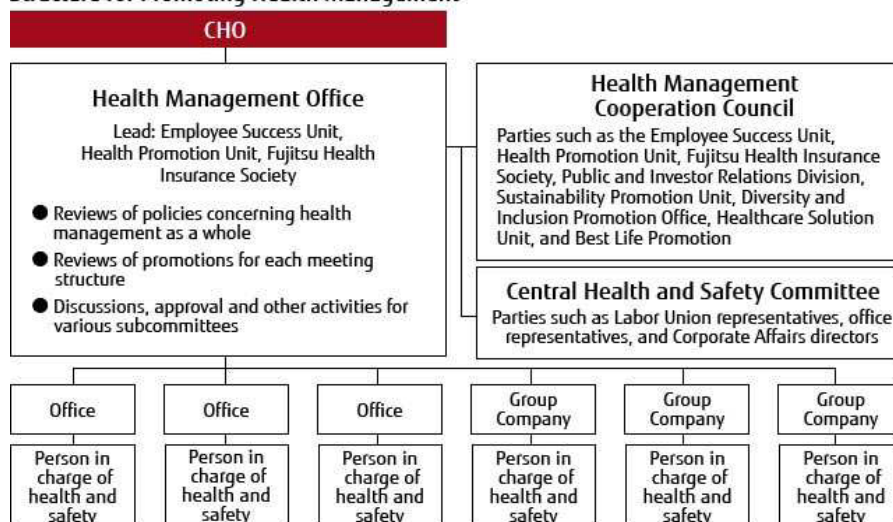 Structure for Promoting Health Management
CHO
Health Management Office
Lead: Employee Success Unit,
Health Promotion Unit, Fujitsu Health
Insurance Society
● Reviews of policies concerning health
management as a whole
● Reviews of promotions for each meeting
structure
● Discussions, approval and other activities for
various subcommittees
Health Management
Cooperation Council
Parties such as the Employee Success Unit,
Health Promotion Unit, Fujitsu Health Insurance
Society, Public and Investor Relations Division,
Sustainability Promotion Unit, Diversity and
Inclusion Promotion Office, Healthcare Solution
Unit, and Best Life Promotion
Central Health and Safety Committee
Parties such as Labor Union representatives, office
representatives, and Corporate Affairs directors
Office
Office
Office
Group
Company
Group
Company
Group
Company
Person in
charge of
health and
safety
Person in
charge of
health and
safety
Person in
charge of
health and
safety
Person in
charge of
health and
safety
Person in
charge of
health and
safety
Person in
charge of
health and
safety